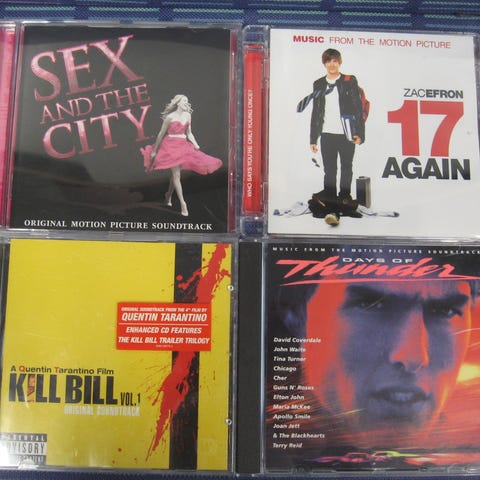 SEX
AND THE
CITY
ORIGINAL MOTION PICTURE SOUNDTRACK
MUSIC FROM THE MOTION PICTURE
WHO SAYS YOU'RE ONLY YOUNG ONCE?
ZAC EFRON
17
AGAIN
ORIGINAL SOUNDTRACK FROM THE 4TH FILM BY
QUENTIN TARANTINO
ENHANCED CD FEATURES
THE KILL BILL TRAILER TRILOGY
A Quentin Tarantino Film
KILL BILL VOL.1
ORIGINAL SOUNDTRACK
PARENTAL
ADVISORY
MUSIC FROM THE MOTION PICTURE SOUNDTRACK
DAYS OF
Thunder
David Coverdale
John Waite
Tina Turner
Chicago
Cher
Guns N' Roses
Elton John
Maria McKee
Apollo Smile
Joan Jett
& The Blackhearts
Terry Reid